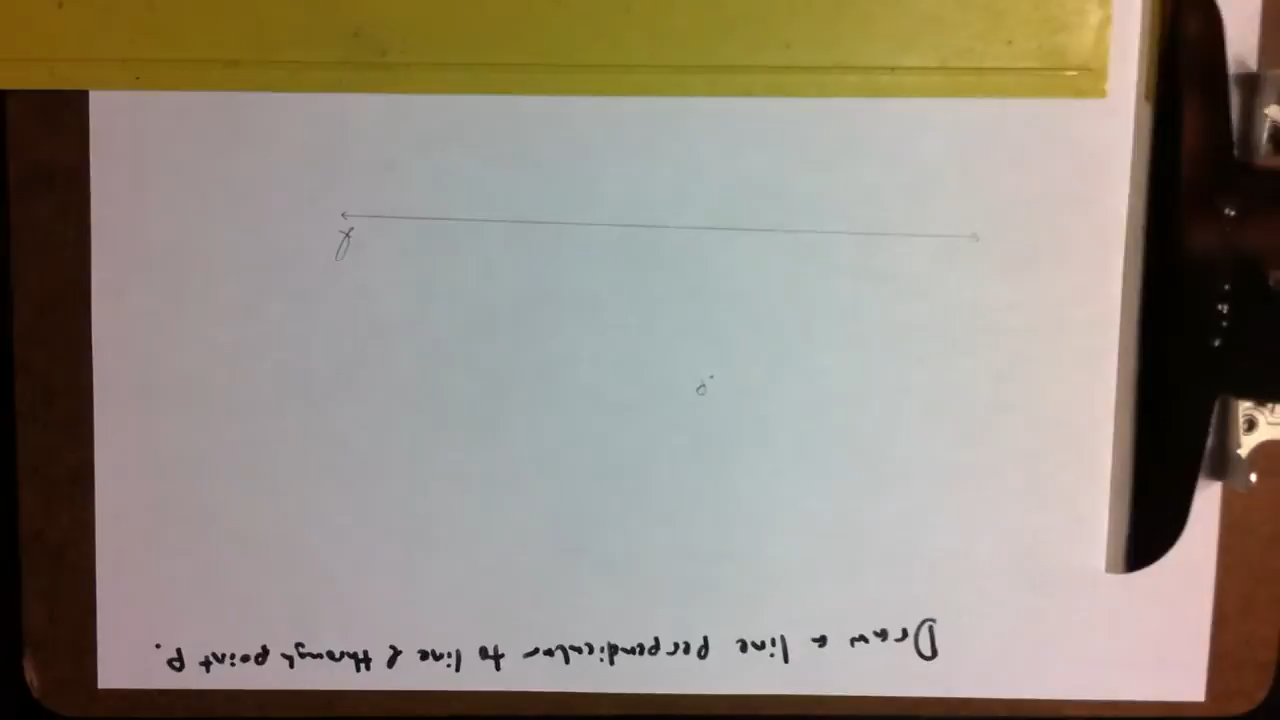 Draw a line perpendicular to line ℓ through point P.
P
ℓ